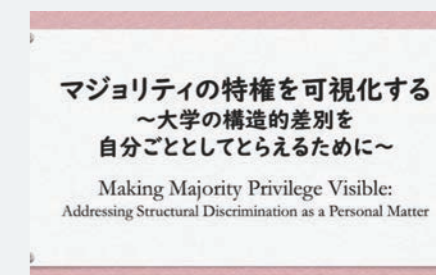 マジョリティの特権を可視化する
～大学の構造的差別を
自分ごととしてとらえるために～
Making Majority Privilege Visible:
Addressing Structural Discrimination as a Personal Matter